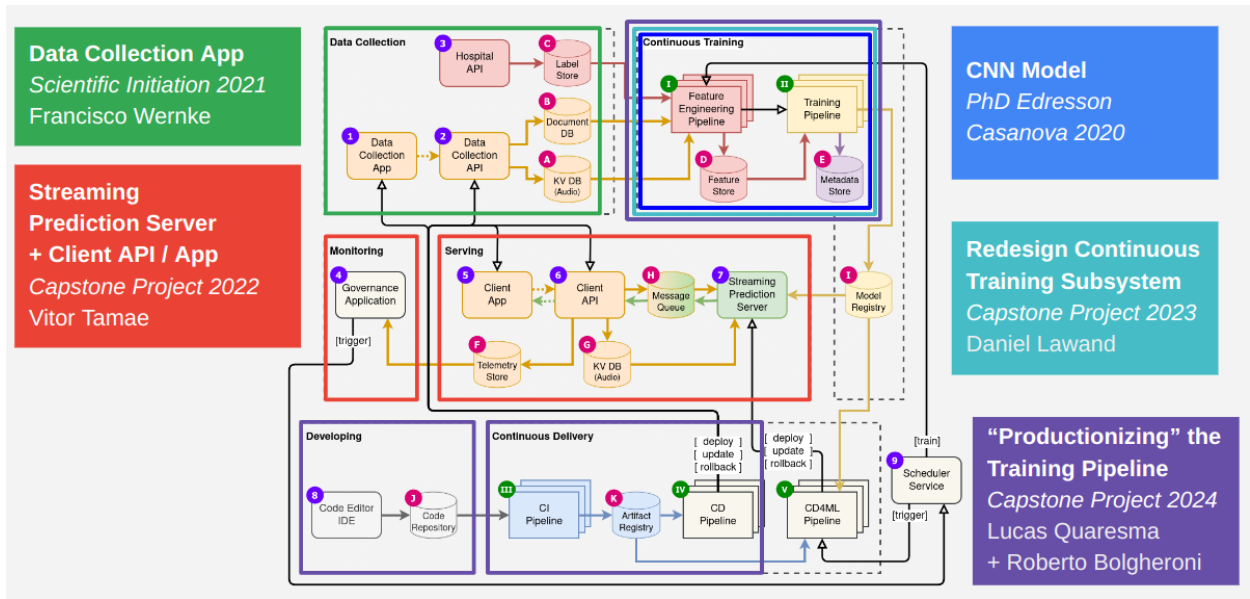 Data Collection App
Scientific Initiation 2021
Francisco Wernke
Streaming
Prediction Server
+ Client API / App
Capstone Project 2022
Vitor Tamae
Data Collection
3
Hospital
API
C
Label
Store
B
Document
DB
1
Data
Collection
App
2
Data
Collection
API
A
KV DB
(Audio)
Continuous Training
I
Feature
Engineering
Pipeline
II
Training
Pipeline
D
Feature
Store
E
Metadata
Store
Monitoring
4
Governance
Application
[trigger]
Serving
5
Client
App
6
Client
API
H
Message
Queue
7
Streaming
Prediction
Server
F
Telemetry
Store
G
KV DB
(Audio)
I
Model
Registry
Developing
8
Code Editor
IDE
J
Code
Repository
Continuous Delivery
III
CI
Pipeline
K
Artifact
Registry
[ deploy ]
[ update ]
[rollback]
IV
CD
Pipeline
[ deploy ]
[ update ]
[rollback]
V
CD4ML
Pipeline
[train]
9
Scheduler
Service
[trigger]
CNN Model
PhD Edresson
Casanova 2020
Redesign Continuous
Training Subsystem
Capstone Project 2023
Daniel Lawand
“Productionizing” the
Training Pipeline
Capstone Project 2024
Lucas Quaresma
+ Roberto Bolgheroni